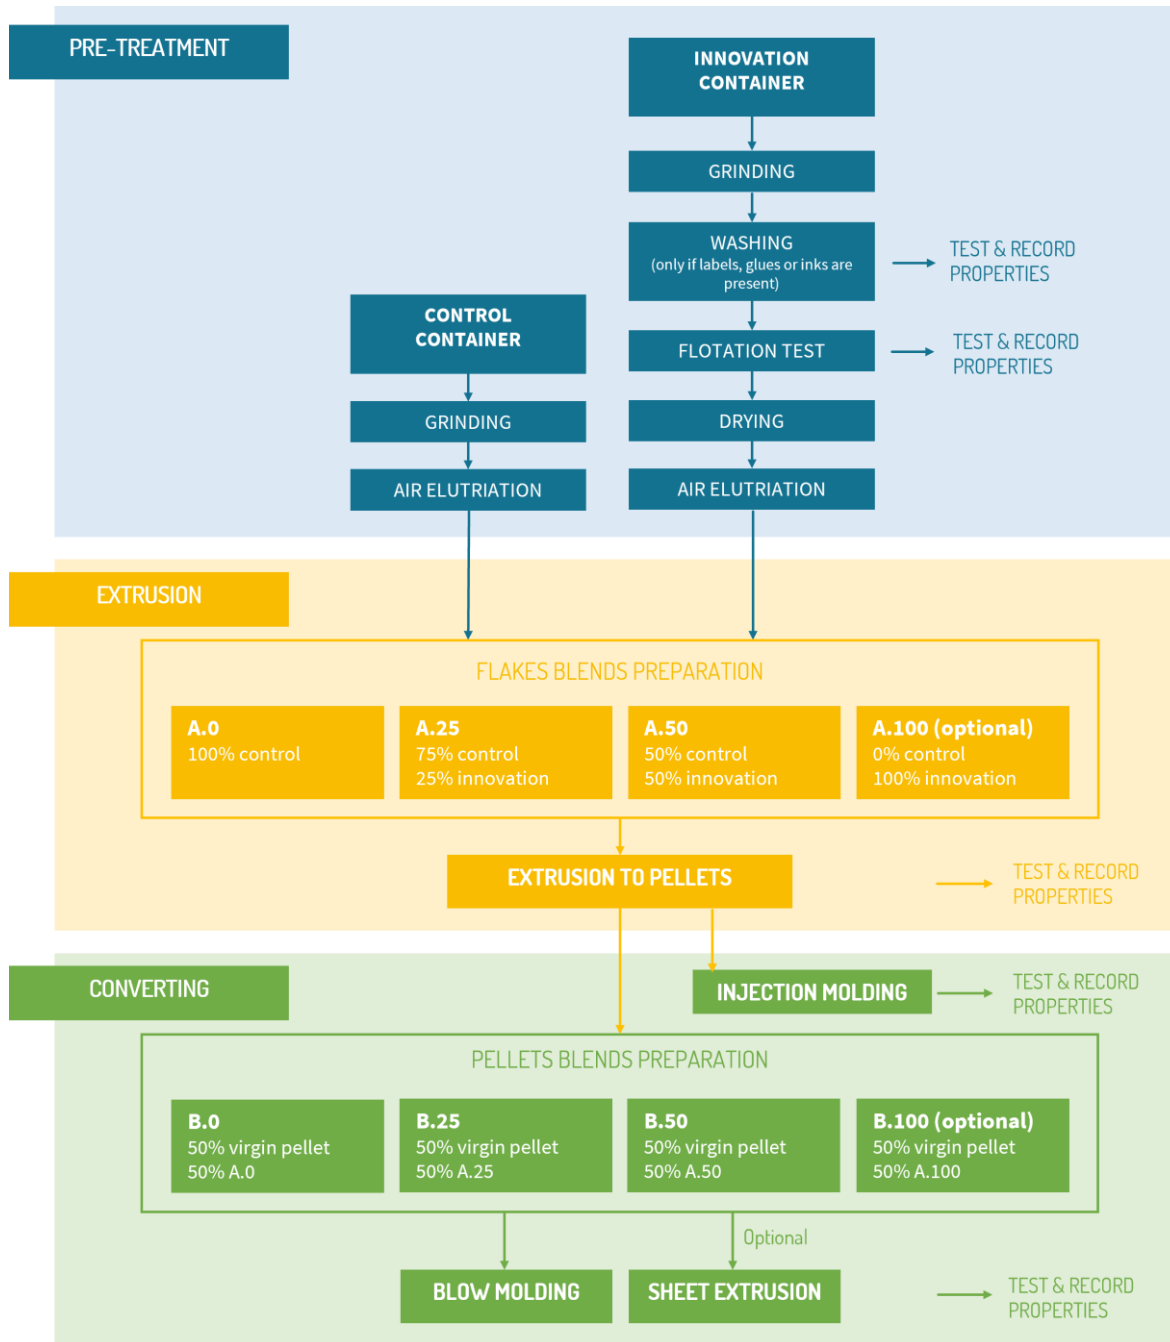 PRE-TREATMENT
INNOVATION
CONTAINER
GRINDING
WASHING
(only if labels, glues or inks are
present)
TEST & RECORD
PROPERTIES
CONTROL
CONTAINER
FLOTATION TEST
TEST & RECORD
PROPERTIES
GRINDING
DRYING
AIR ELUTRIATION
AIR ELUTRIATION
EXTRUSION
FLAKES BLENDS PREPARATION
A.0
100% control
A.25
75% control
25% innovation
A.50
50% control
50% innovation
A.100 (optional)
0% control
100% innovation
EXTRUSION TO PELLETS
TEST & RECORD
PROPERTIES
CONVERTING
INJECTION MOLDING
TEST & RECORD
PROPERTIES
PELLETS BLENDS PREPARATION
B.0
50% virgin pellet
50% A.0
B.25
50% virgin pellet
50% A.25
B.50
50% virgin pellet
50% A.50
B.100 (optional)
50% virgin pellet
50% A.100
Optional
BLOW MOLDING
SHEET EXTRUSION
TEST & RECORD
PROPERTIES